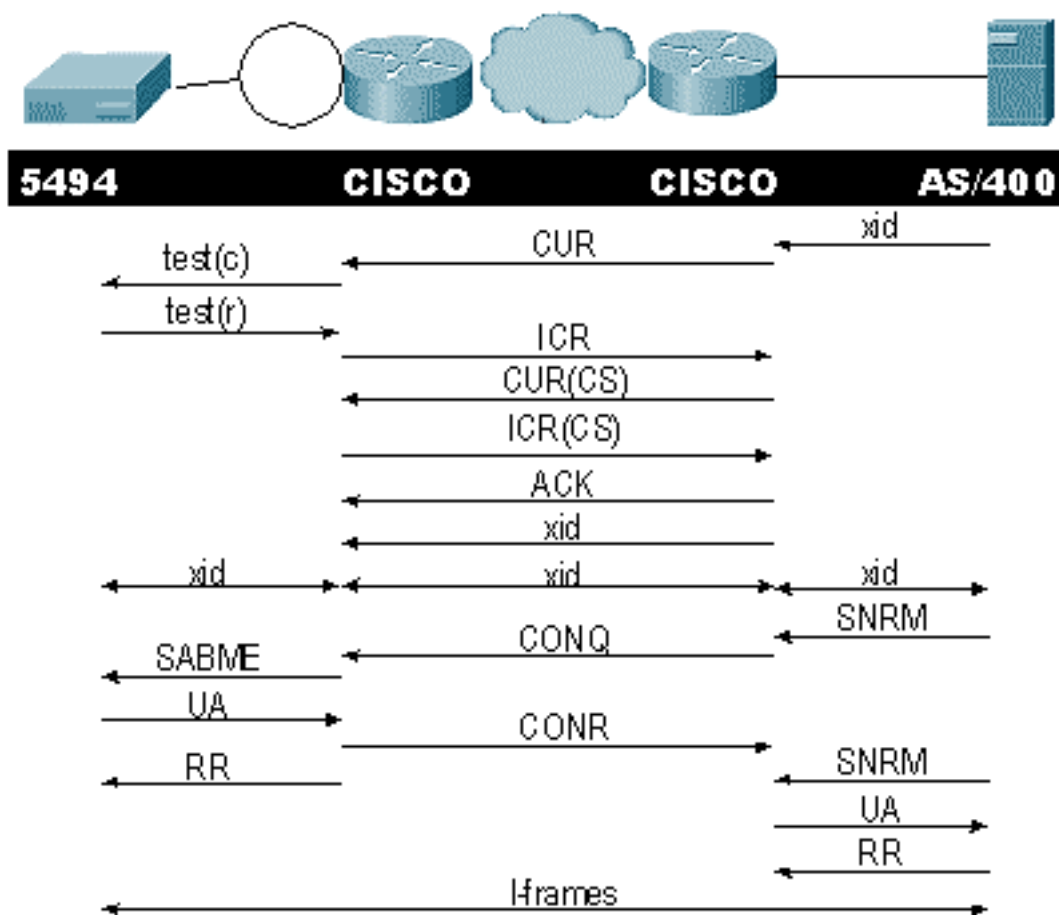 5494 CISCO CISCO AS/400
xid
CUR
test(c)
test(r)
ICR
CUR(CS)
ICR(CS)
ACK
xid
xid xid xid
SNRM
CONQ
SABME
UA
CONR
RR SNRM
UA
RR
I-frames